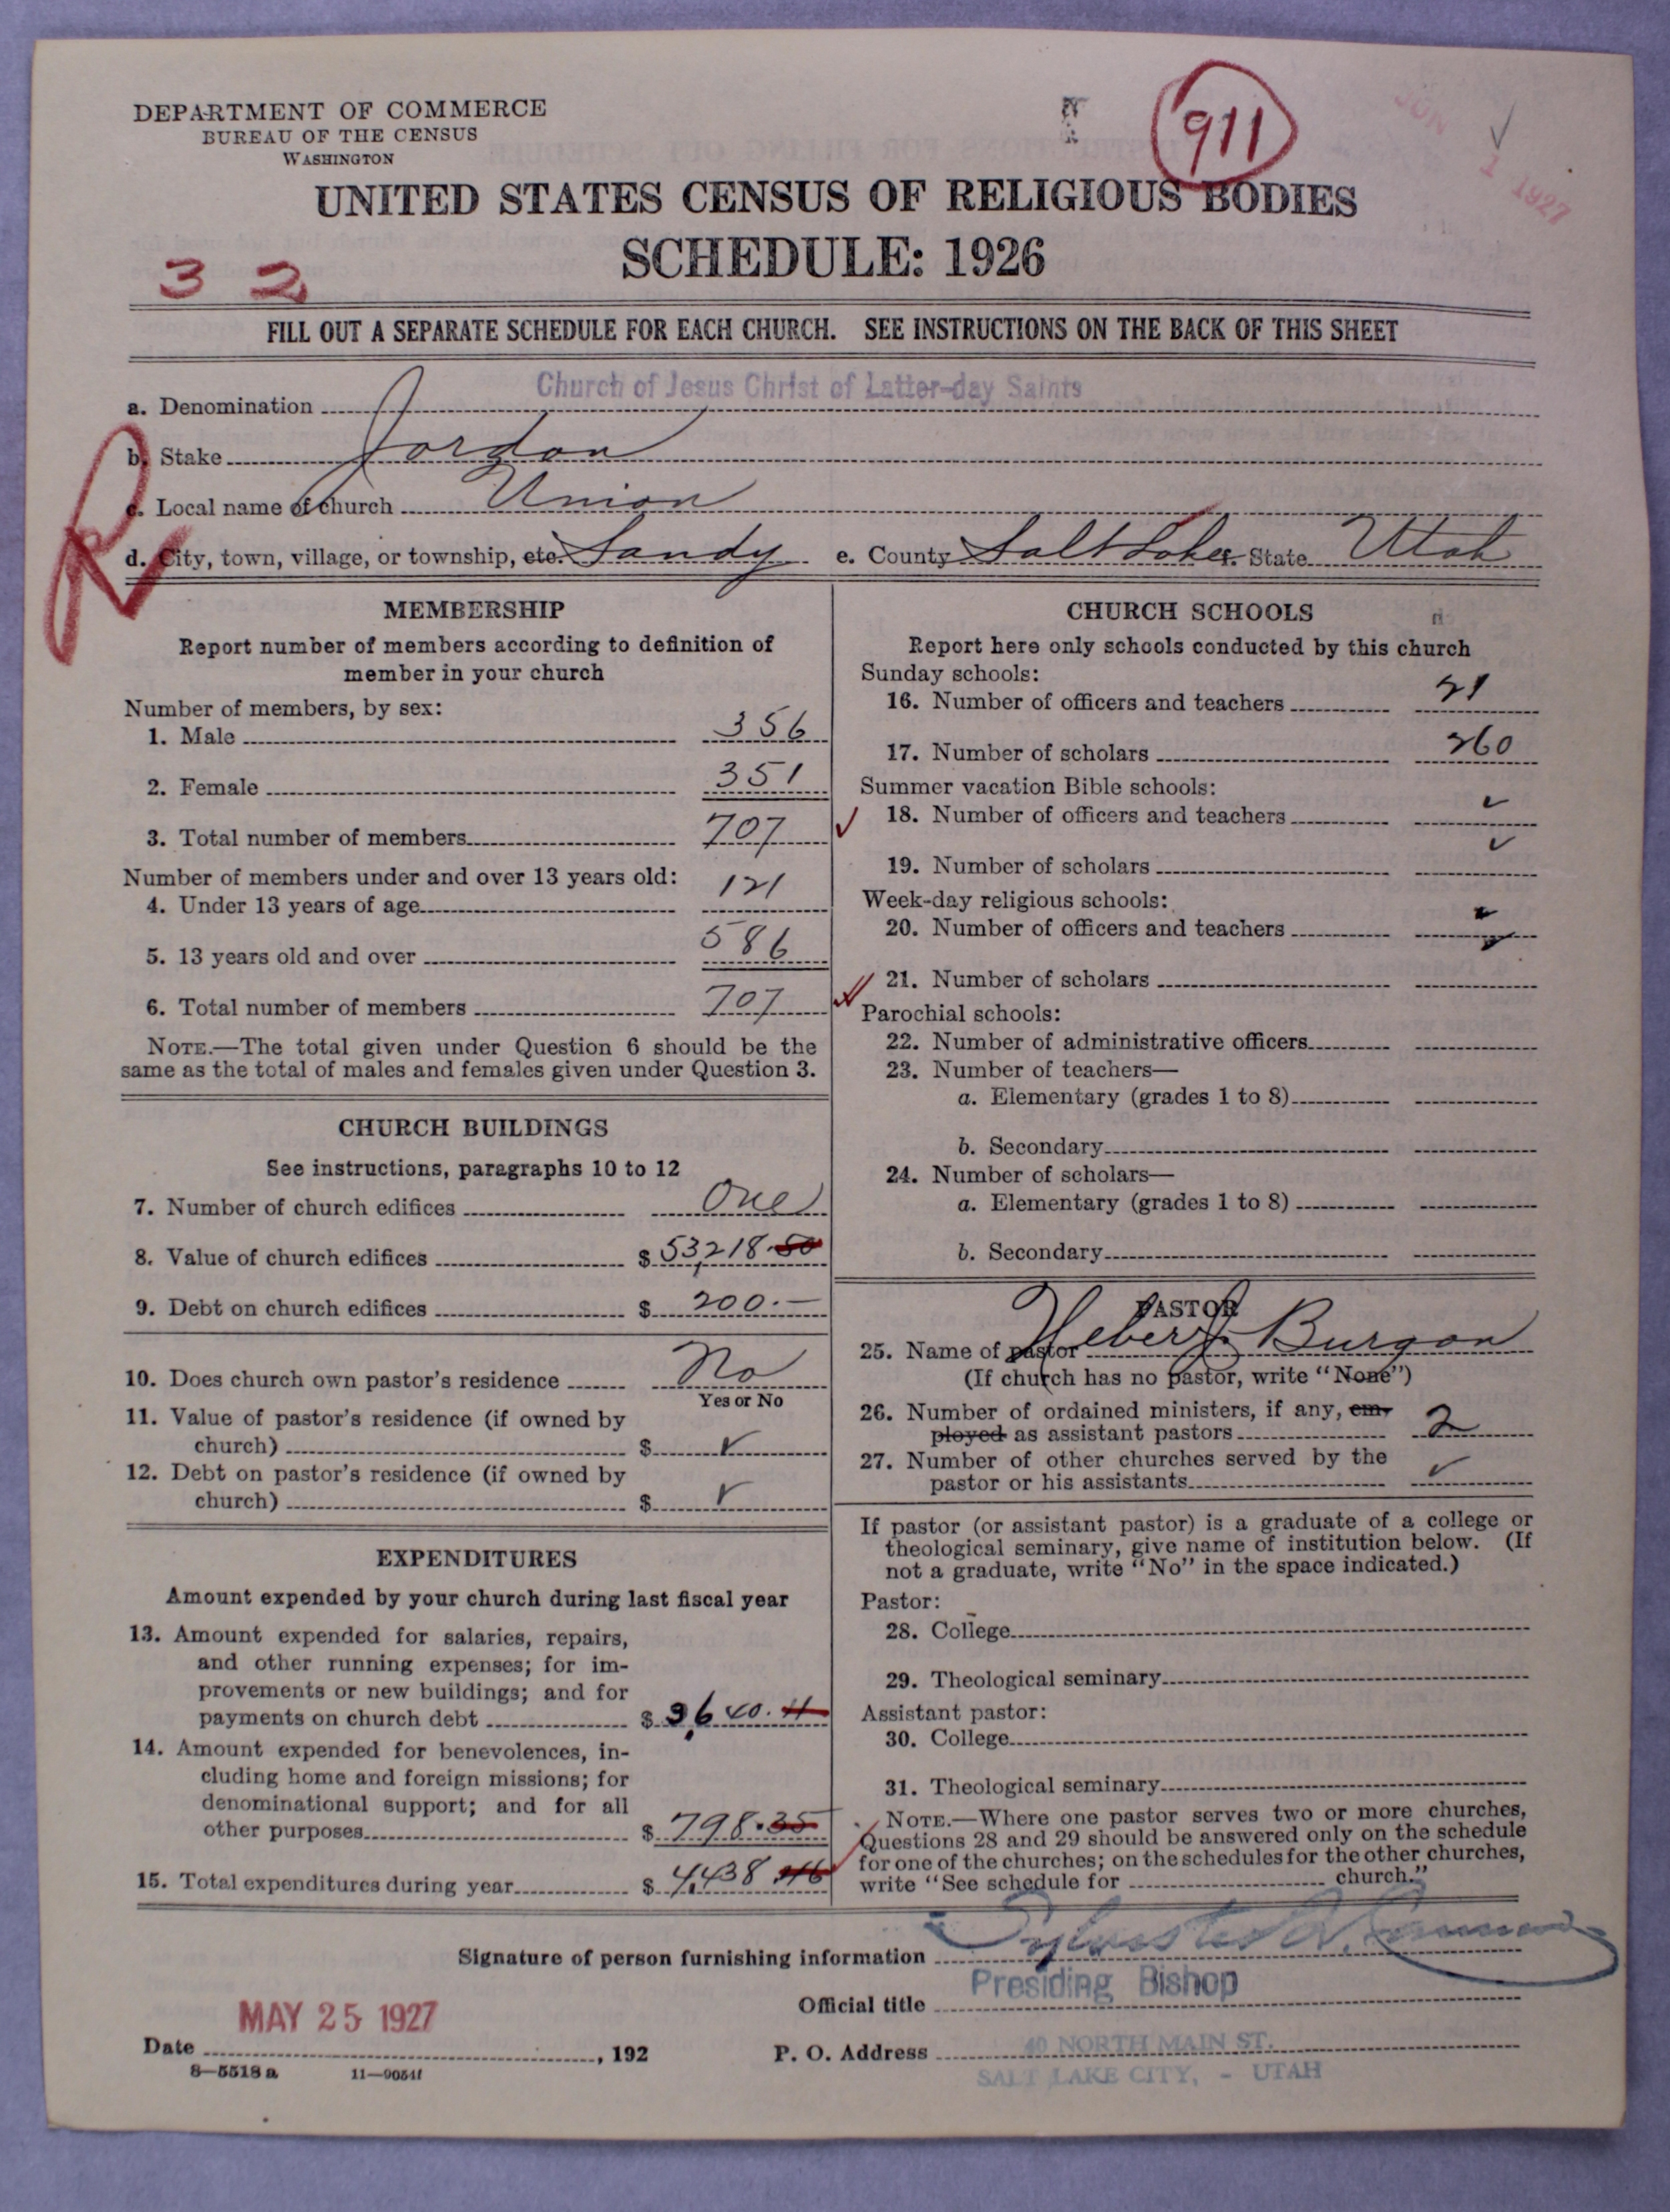 DEPARTMENT OF COMMERCE
BUREAU OF THE CENSUS
WASHINGTON
911
JUN 1 1927
UNITED STATES CENSUS OF RELIGIOUS BODIES
SCHEDULE: 1926
3 2
FILL OUT A SEPARATE SCHEDULE FOR EACH CHURCH. SEE INSTRUCTIONS ON THE BACK OF THIS SHEET
a. Denomination Church of Jesus Christ of Latter-day Saints
b. Stake Jordan
c. Local name of church Union
R
d. City, town, village, or township, etc. Sandy e. County Salt Lake f. State Utah
MEMBERSHIP
Report number of members according to definition of
member in your church
Number of members, by sex:
1. Male 356
2. Female 351
3. Total number of members 707
Number of members under and over 13 years old:
4. Under 13 years of age 121
5. 13 years old and over 586
6. Total number of members 707
NOTE.—The total given under Question 6 should be the
same as the total of males and females given under Question 3.
CHURCH BUILDINGS
See instructions, paragraphs 10 to 12
7. Number of church edifices One
8. Value of church edifices $ 53,218.50
9. Debt on church edifices $ 200.—
10. Does church own pastor's residence No
Yes or No
11. Value of pastor's residence (if owned by
church) $ ✓
12. Debt on pastor's residence (if owned by
church) $ ✓
EXPENDITURES
Amount expended by your church during last fiscal year
13. Amount expended for salaries, repairs,
and other running expenses; for im-
provements or new buildings; and for
payments on church debt $ 3,640.11
14. Amount expended for benevolences, in-
cluding home and foreign missions; for
denominational support; and for all
other purposes $ 798.35
15. Total expenditures during year $ 4,438.46
CHURCH SCHOOLS
Report here only schools conducted by this church
Sunday schools:
16. Number of officers and teachers 21
17. Number of scholars 260
Summer vacation Bible schools:
18. Number of officers and teachers ✓
19. Number of scholars ✓
Week-day religious schools:
20. Number of officers and teachers ✓
21. Number of scholars ✓
Parochial schools:
22. Number of administrative officers
23. Number of teachers—
a. Elementary (grades 1 to 8)
b. Secondary
24. Number of scholars—
a. Elementary (grades 1 to 8)
b. Secondary
PASTOR
25. Name of pastor Heber J. Burgon
(If church has no pastor, write "None")
26. Number of ordained ministers, if any, em-
ployed as assistant pastors 2
27. Number of other churches served by the
pastor or his assistants ✓
If pastor (or assistant pastor) is a graduate of a college or
theological seminary, give name of institution below. (If
not a graduate, write "No" in the space indicated.)
Pastor:
28. College
29. Theological seminary
Assistant pastor:
30. College
31. Theological seminary
NOTE.—Where one pastor serves two or more churches,
Questions 28 and 29 should be answered only on the schedule
for one of the churches; on the schedules for the other churches,
write "See schedule for church."
Signature of person furnishing information Sylvester Q. Cannon
Official title Presiding Bishop
Date MAY 25 1927, 192
P. O. Address 40 NORTH MAIN ST.
SALT LAKE CITY, - UTAH
8—5518a 11—9054f